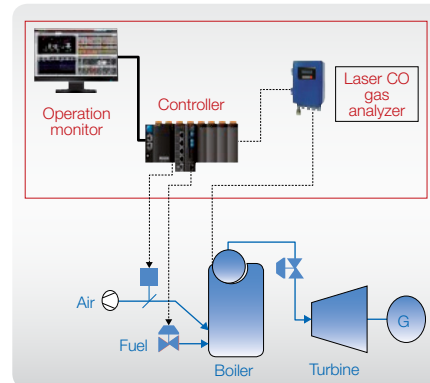 Operation
monitor
Controller
Laser CO
gas
analyzer
Air
Fuel
Boiler
Turbine
G